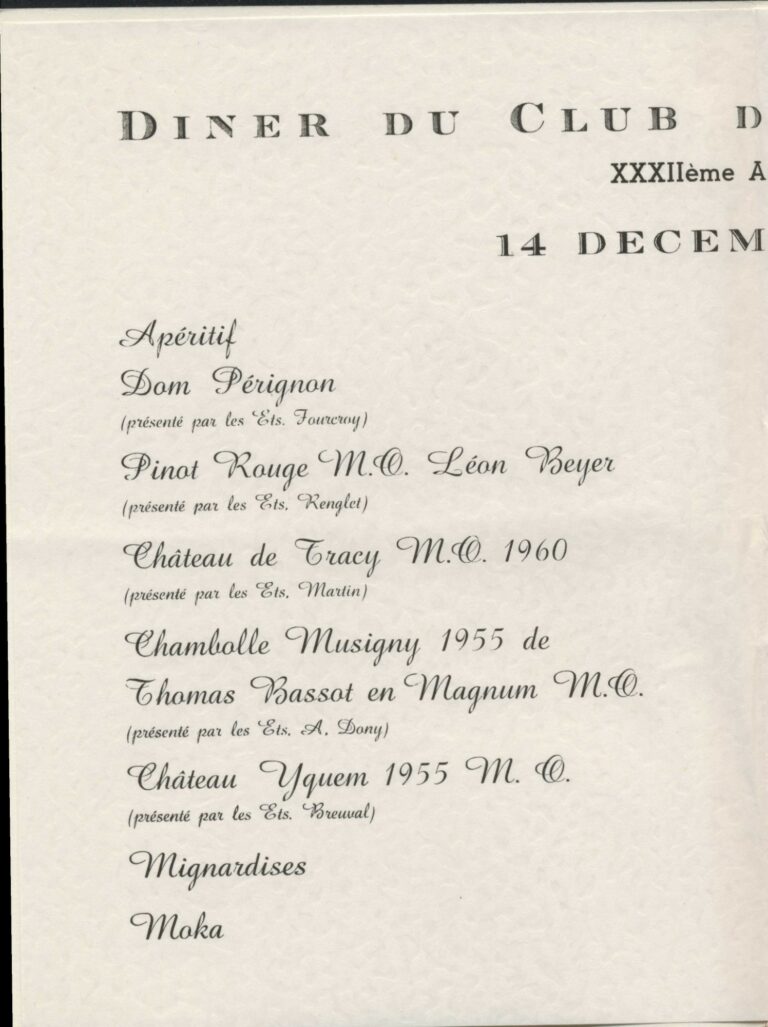 DINER DU CLUB D
XXXIIème A
14 DECEM
Apéritif
Dom Pérignon
(présenté par les Ets. Fourcroy)
Pinot Rouge M.O. Léon Beyer
(présenté par les Ets. Renglet)
Château de Tracy M.O. 1960
(présenté par les Ets. Martin)
Chambolle Musigny 1955 de
Thomas Bassot en Magnum M.O.
(présenté par les Ets. A. Dony)
Château Yquem 1955 M. O.
(présenté par les Ets. Breuval)
Mignardises
Moka